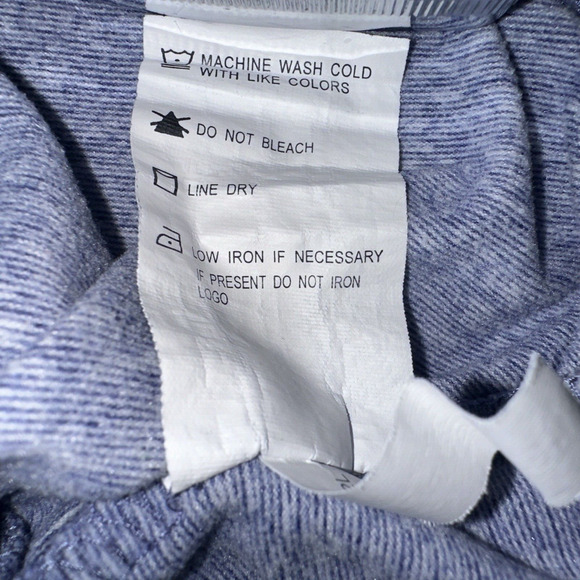 MACHINE WASH COLD
WITH LIKE COLORS
DO NOT BLEACH
LINE DRY
LOW IRON IF NECESSARY
IF PRESENT DO NOT IRON
LOGO